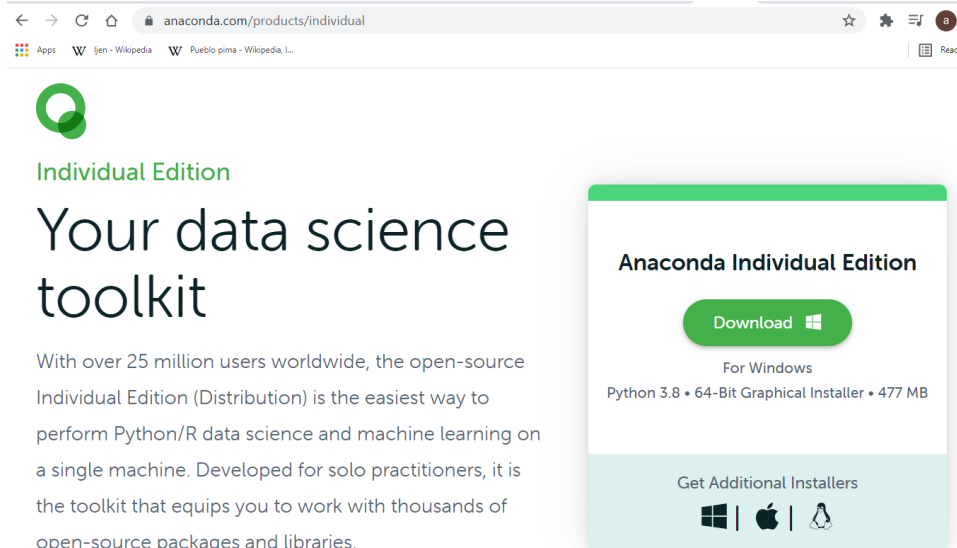 anaconda.com/products/individual
a
Apps Ijen - Wikipedia Pueblo pima - Wikipedia, l...
Individual Edition
Your data science
toolkit
With over 25 million users worldwide, the open-source
Individual Edition (Distribution) is the easiest way to
perform Python/R data science and machine learning on
a single machine. Developed for solo practitioners, it is
the toolkit that equips you to work with thousands of
open-source packages and libraries.
Anaconda Individual Edition
Download
For Windows
Python 3.8 • 64-Bit Graphical Installer • 477 MB
Get Additional Installers
| |